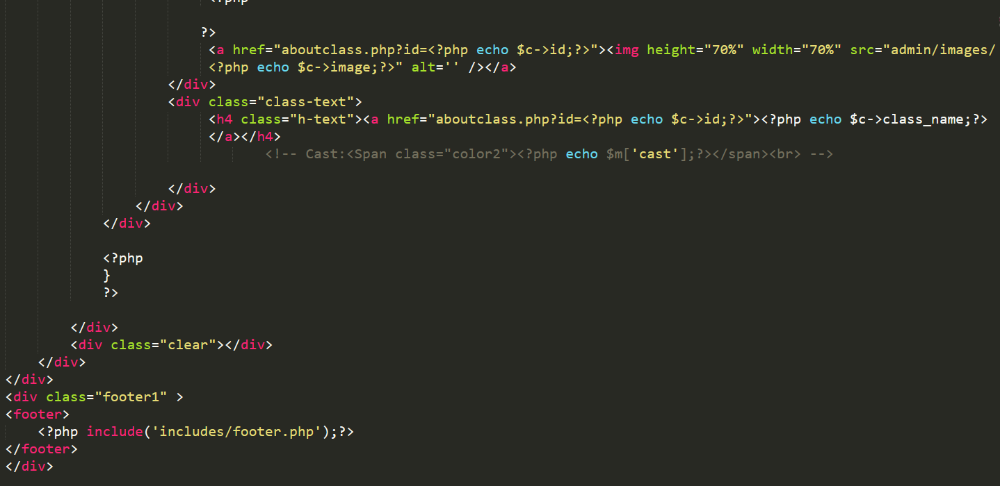 <?php
?>
<a href="aboutclass.php?id=<?php echo $c->id;?>"><img height="70%" width="70%" src="admin/images/
<?php echo $c->image;?>" alt='' /></a>
</div>
<div class="class-text">
<h4 class="h-text"><a href="aboutclass.php?id=<?php echo $c->id;?>"><?php echo $c->class_name;?>
</a></h4>
<!-- Cast:<Span class="color2"><?php echo $m['cast'];?></span><br> -->
</div>
</div>
</div>
<?php
}
?>
</div>
<div class="clear"></div>
</div>
</div>
<div class="footer1" >
<footer>
<?php include('includes/footer.php');?>
</footer>
</div>